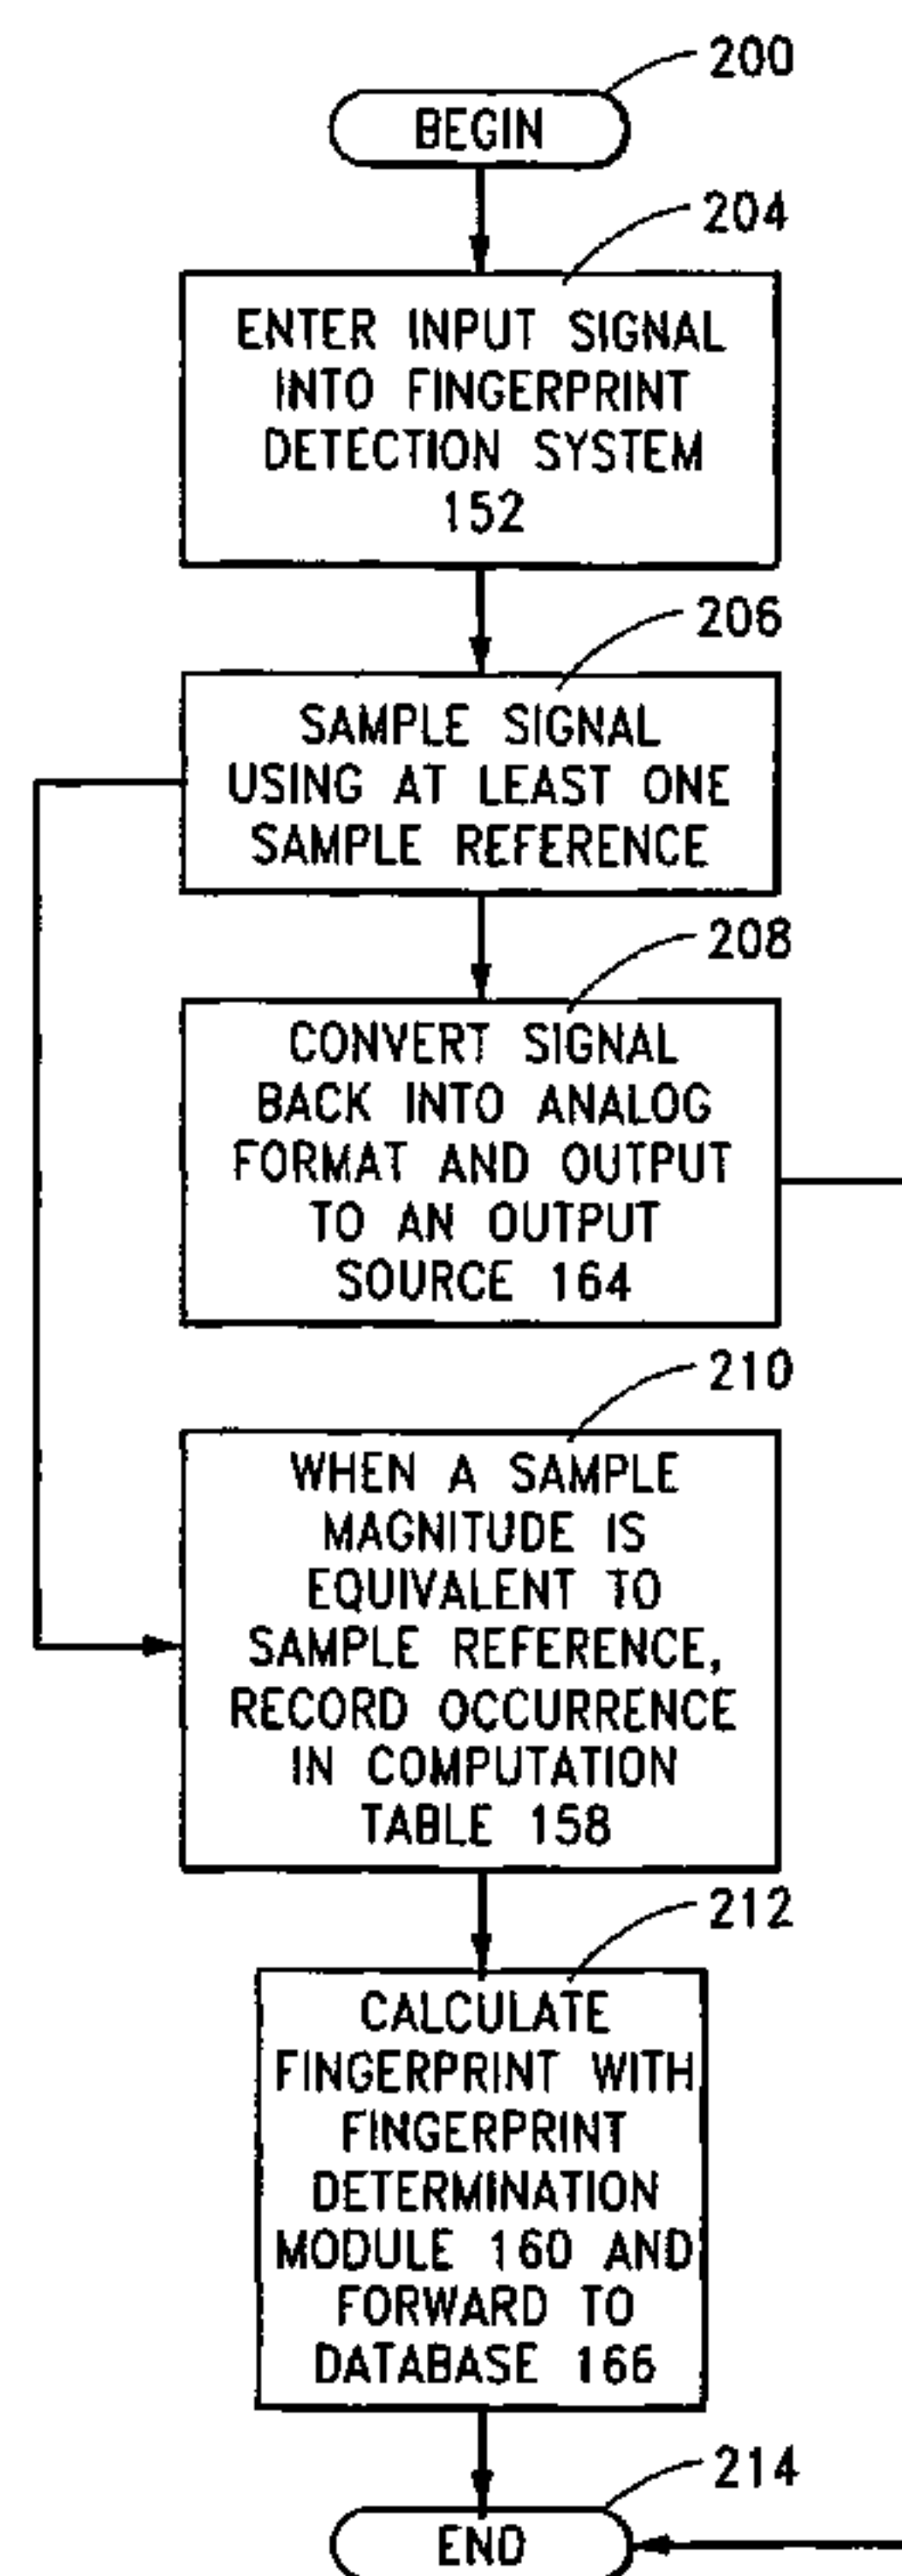 200
BEGIN
204
ENTER INPUT SIGNAL
INTO FINGERPRINT
DETECTION SYSTEM
152
206
SAMPLE SIGNAL
USING AT LEAST ONE
SAMPLE REFERENCE
208
CONVERT SIGNAL
BACK INTO ANALOG
FORMAT AND OUTPUT
TO AN OUTPUT
SOURCE 164
210
WHEN A SAMPLE
MAGNITUDE IS
EQUIVALENT TO
SAMPLE REFERENCE,
RECORD OCCURRENCE
IN COMPUTATION
TABLE 158
212
CALCULATE
FINGERPRINT WITH
FINGERPRINT
DETERMINATION
MODULE 160 AND
FORWARD TO
DATABASE 166
214
END